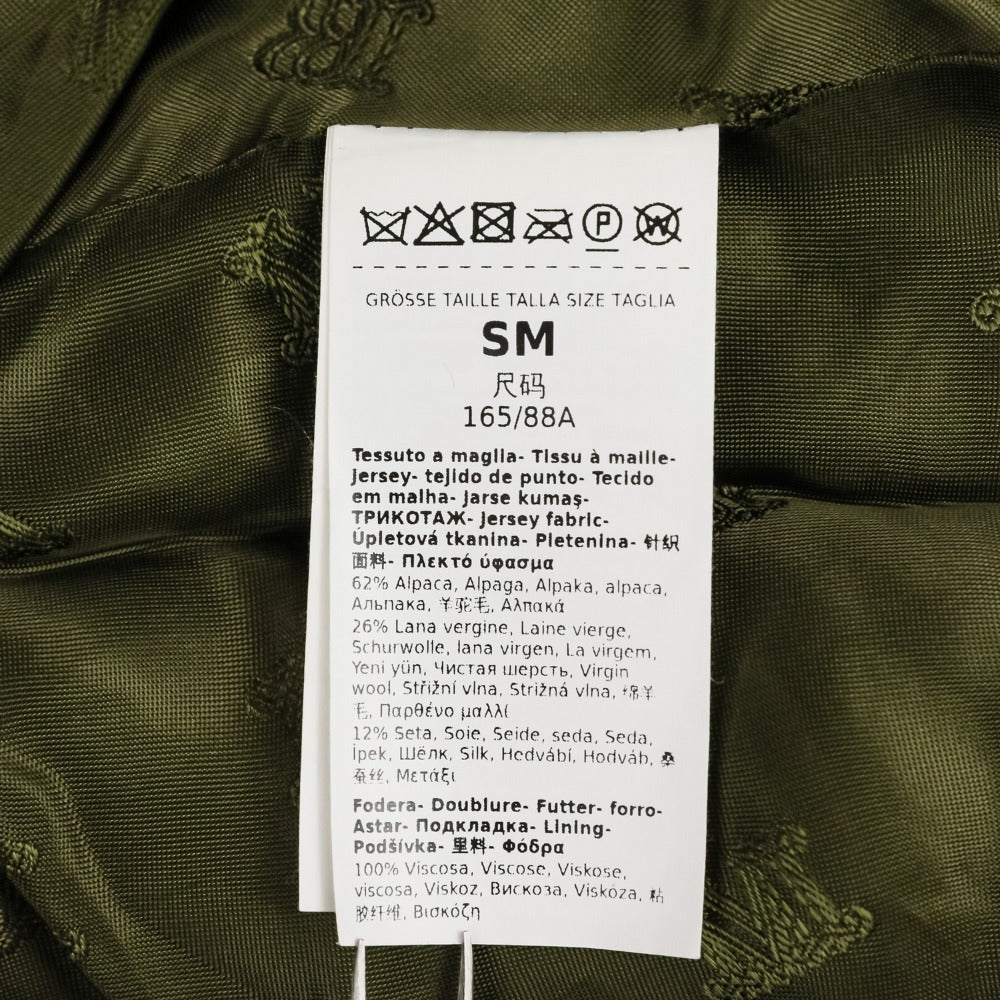 P W
GRÖSSE TAILLE TALLA SIZE TAGLIA
SM
尺码
165/88A
Tessuto a maglia- Tissu à maille-
Jersey- tejido de punto- Tecido
em malha- Jarse kumaş-
ТРИКОТАЖ- Jersey fabric-
Úpletová tkanina- Pletenina- 针织
面料- Πλεκτό ύφασμα
62% Alpaca, Alpaga, Alpaka, alpaca,
Альпака, 羊驼毛, Αλπακά
26% Lana vergine, Laine vierge,
Schurwolle, lana virgen, La virgem,
Yeni yün, Чистая шерсть, Virgin
wool, Střižní vlna, Strižná vlna, 绵羊
毛, Παρθένο μαλλί
12% Seta, Soie, Seide, seda, Seda,
İpek, Шёлк, Silk, Hedvábí, Hodváb, 桑
蚕丝, Μετάξι
Fodera- Doublure- Futter- forro-
Astar- Подкладка- Lining-
Podšívka- 里料- Φόδρα
100% Viscosa, Viscose, Viskose,
viscosa, Viskoz, Вискоза, Viskóza, 粘
胶纤维, Βισκόζη